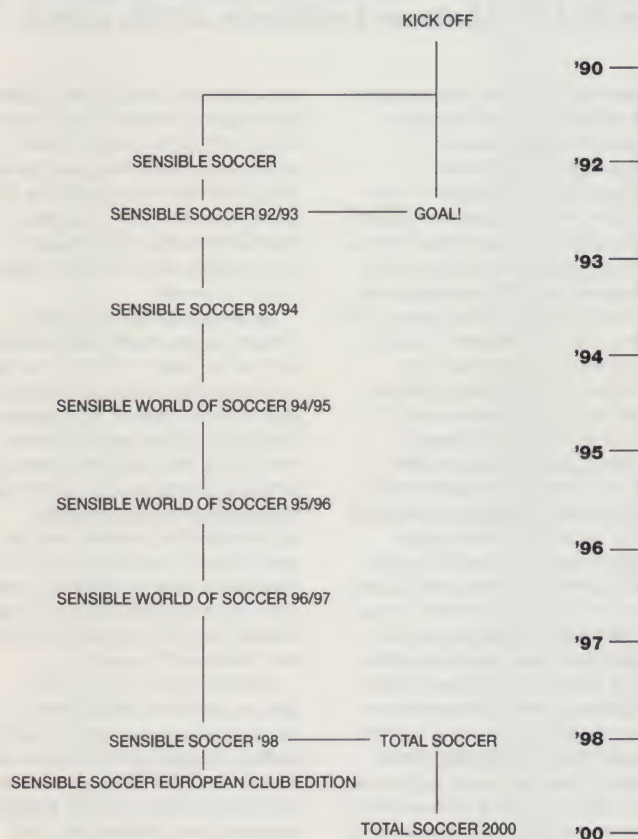 KICK OFF
'90
SENSIBLE SOCCER
'92
SENSIBLE SOCCER 92/93
GOAL!
'93
SENSIBLE SOCCER 93/94
'94
SENSIBLE WORLD OF SOCCER 94/95
'95
SENSIBLE WORLD OF SOCCER 95/96
'96
SENSIBLE WORLD OF SOCCER 96/97
'97
SENSIBLE SOCCER '98
TOTAL SOCCER
'98
SENSIBLE SOCCER EUROPEAN CLUB EDITION
TOTAL SOCCER 2000
'00